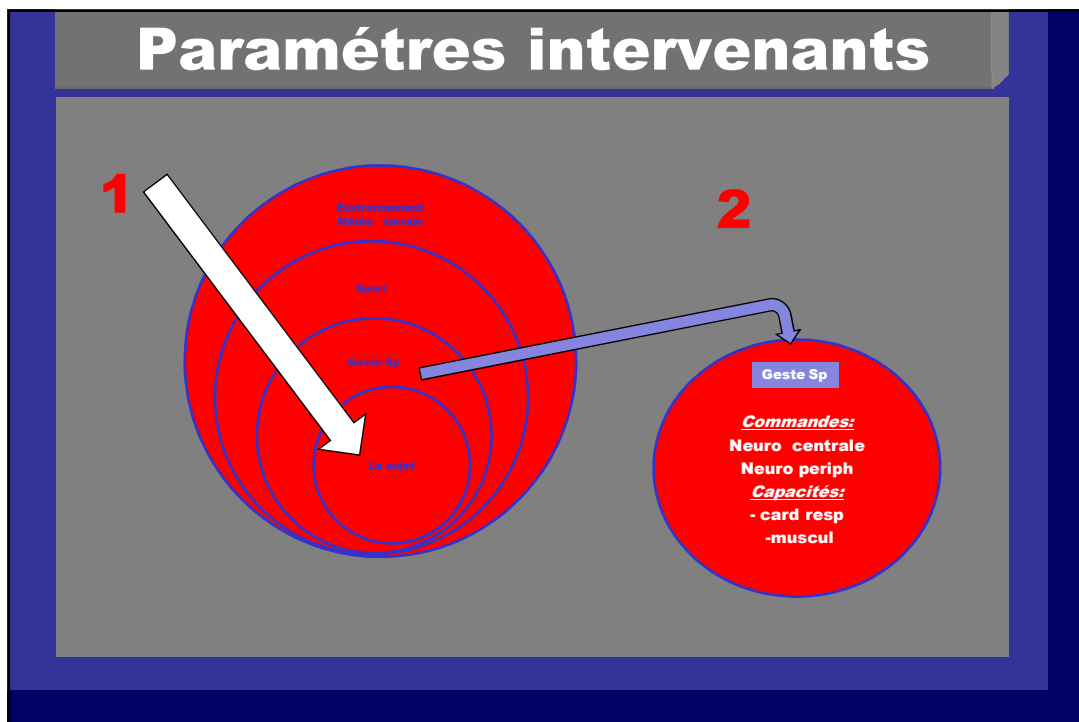 Paramétres intervenants
1
Environnement
Météo terrain
Sport
Geste Sp
Le sujet
2
Geste Sp
Commandes:
Neuro centrale
Neuro periph
Capacités:
- card resp
-muscul